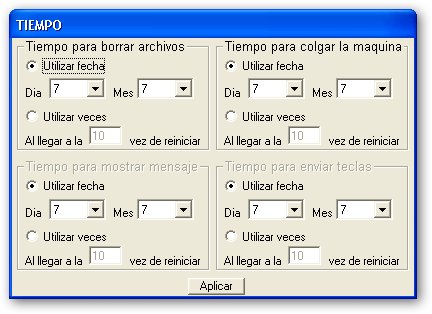 TIEMPO
Tiempo para borrar archivos
Utilizar fecha
Dia 7 Mes 7
Utilizar veces
Al llegar a la 10 vez de reiniciar
Tiempo para colgar la maquina
Utilizar fecha
Dia 7 Mes 7
Utilizar veces
Al llegar a la 10 vez de reiniciar
Tiempo para mostrar mensaje
Utilizar fecha
Dia 7 Mes 7
Utilizar veces
Al llegar a la 10 vez de reiniciar
Tiempo para enviar teclas
Utilizar fecha
Dia 7 Mes 7
Utilizar veces
Al llegar a la 10 vez de reiniciar
Aplicar